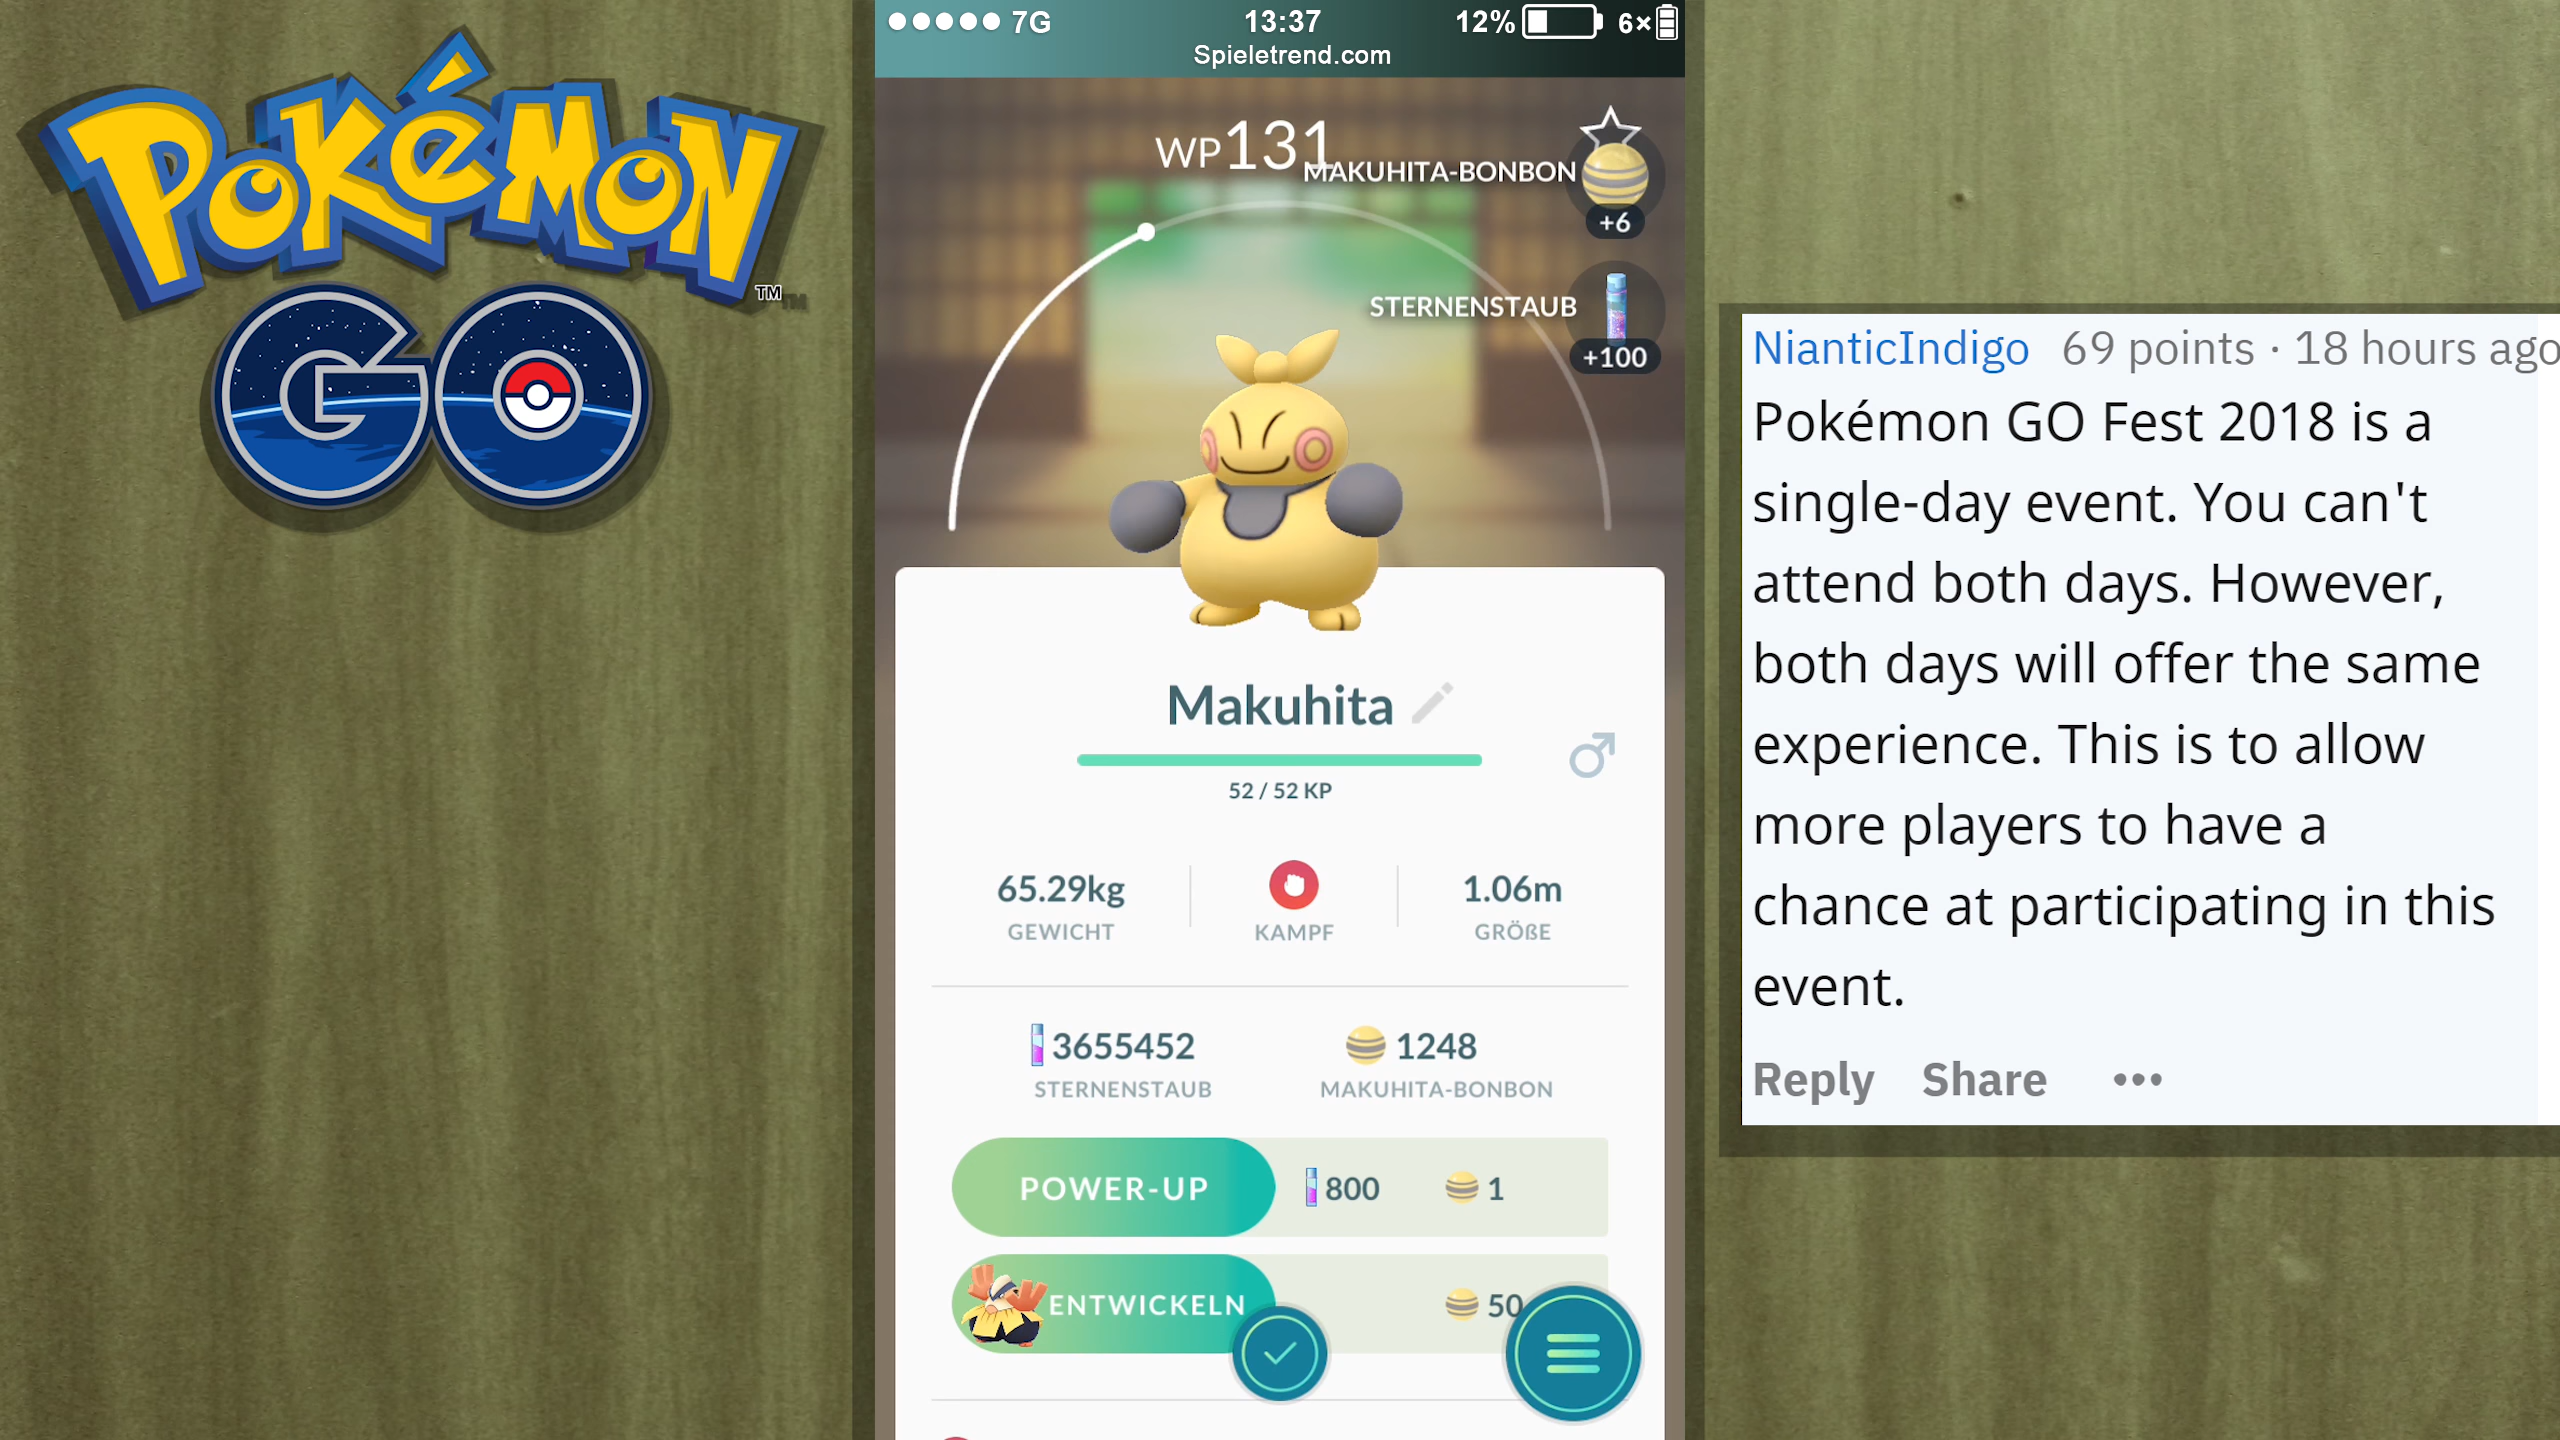 POKÉMON
GO
TM
7G
13:37
12%
6×
Spieletrend.com
WP131
MAKUHITA-BONBON
+6
STERNENSTAUB
+100
Makuhita
52 / 52 KP
65.29kg
GEWICHT
KAMPF
1.06m
GRÖßE
3655452
STERNENSTAUB
1248
MAKUHITA-BONBON
POWER-UP
800
1
ENTWICKELN
50
NianticIndigo 69 points · 18 hours ago
Pokémon GO Fest 2018 is a
single-day event. You can't
attend both days. However,
both days will offer the same
experience. This is to allow
more players to have a
chance at participating in this
event.
Reply Share •••